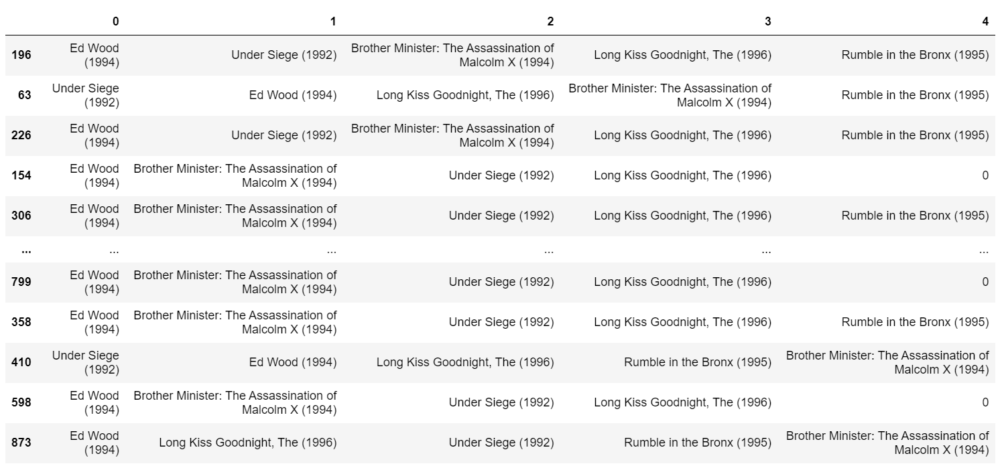 0 1 2 3 4
196 Ed Wood (1994) Under Siege (1992) Brother Minister: The Assassination of Malcolm X (1994) Long Kiss Goodnight, The (1996) Rumble in the Bronx (1995)
63 Under Siege (1992) Ed Wood (1994) Long Kiss Goodnight, The (1996) Brother Minister: The Assassination of Malcolm X (1994) Rumble in the Bronx (1995)
226 Ed Wood (1994) Under Siege (1992) Brother Minister: The Assassination of Malcolm X (1994) Long Kiss Goodnight, The (1996) Rumble in the Bronx (1995)
154 Ed Wood (1994) Brother Minister: The Assassination of Malcolm X (1994) Under Siege (1992) Long Kiss Goodnight, The (1996) 0
306 Ed Wood (1994) Brother Minister: The Assassination of Malcolm X (1994) Under Siege (1992) Long Kiss Goodnight, The (1996) Rumble in the Bronx (1995)
... ... ... ... ... ...
799 Ed Wood (1994) Brother Minister: The Assassination of Malcolm X (1994) Under Siege (1992) Long Kiss Goodnight, The (1996) 0
358 Ed Wood (1994) Brother Minister: The Assassination of Malcolm X (1994) Under Siege (1992) Long Kiss Goodnight, The (1996) Rumble in the Bronx (1995)
410 Under Siege (1992) Ed Wood (1994) Long Kiss Goodnight, The (1996) Rumble in the Bronx (1995) Brother Minister: The Assassination of Malcolm X (1994)
598 Ed Wood (1994) Brother Minister: The Assassination of Malcolm X (1994) Under Siege (1992) Long Kiss Goodnight, The (1996) 0
873 Ed Wood (1994) Long Kiss Goodnight, The (1996) Under Siege (1992) Rumble in the Bronx (1995) Brother Minister: The Assassination of Malcolm X (1994)